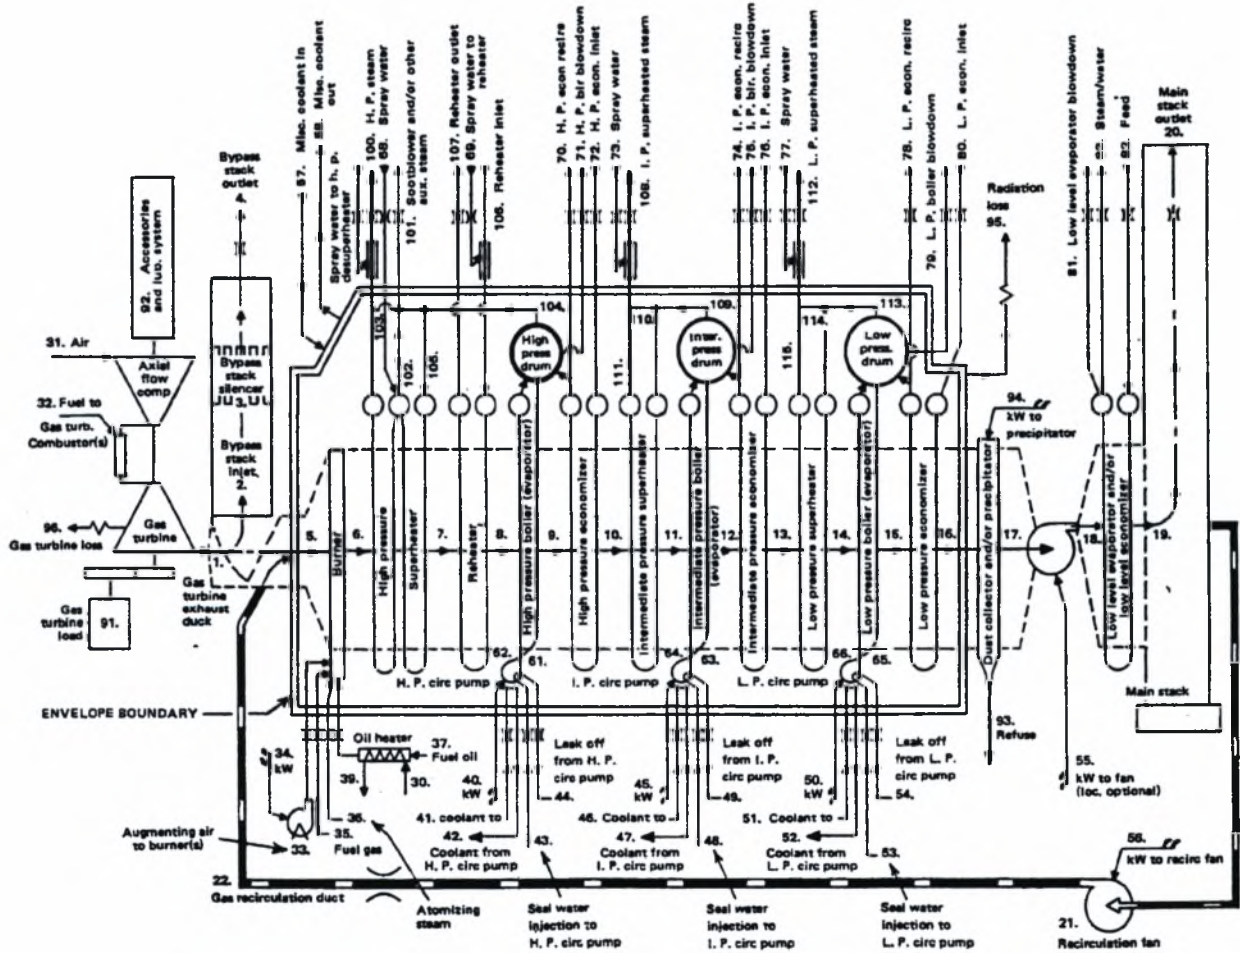 67. Misc. coolant in
68. Misc. coolant out
Spray water to h. p. desuperheater
100. H. P. steam
68. Spray water
101. Sootblower and/or other aux. steam
107. Reheater outlet
69. Spray water to reheater
106. Reheater inlet
70. H. P. econ recirc
71. H. P. blr blowdown
72. H. P. econ. inlet
73. Spray water
108. I. P. superheated steam
74. I. P. econ. recirc
75. I. P. blr. blowdown
76. I. P. econ. inlet
77. Spray water
112. L. P. superheated steam
78. L. P. econ. recirc
79. L. P. boiler blowdown
80. L. P. econ. inlet
Radiation
loss
95.
81. Low level evaporator blowdown
Steam/water
Feed
Main
stack
outlet
20.
Bypass
stack
outlet
4.
92. Accessories
and lub. system
31. Air
Axial
flow
comp
32. Fuel to
Gas turb.
Combustor(s)
Bypass
stack
silencer
3.
Bypass
stack
inlet,
2.
96.
Gas turbine loss
Gas
turbine
1.
Gas
turbine
exhaust
duck
Gas
turbine
load
91.
103.
102.
105.
104.
High
press
drum
111.
110.
109.
Inter.
press
drum
115.
114.
113.
Low
press.
drum
94.
kW to
precipitator
5.
Burner
6.
High pressure
Superheater
7.
Reheater
8.
High pressure boiler (evaporator)
9.
High pressure economizer
10.
Intermediate pressure superheater
11.
Intermediate pressure boiler
(evaporator)
12.
Intermediate pressure economizer
13.
Low pressure superheater
14.
Low pressure boiler (evaporator)
15.
Low pressure economizer
16.
Dust collector and/or precipitator
17.
18.
Low level evaporator and/or
low level economizer
19.
62.
61.
H. P. circ pump
64.
63.
I. P. circ pump
66.
65.
L. P. circ pump
ENVELOPE BOUNDARY
Main stack
93.
Refuse
34.
kW
Oil heater
37.
Fuel oil
39.
30.
40.
kW
Leak off
from H. P.
circ pump
44.
45.
kW
Leak off
from I. P.
circ pump
49.
50.
kW
Leak off
from L. P.
circ pump
54.
55.
kW to fan
(loc. optional)
Augmenting air
to burner(s)
33.
36.
35.
Fuel gas
41. coolant to
42.
Coolant from
H. P. circ pump
43.
46. Coolant to
47.
Coolant from
I. P. circ pump
48.
51. Coolant to
52.
Coolant from
L. P. circ pump
53.
56.
kW to recirc fan
22.
Gas recirculation duct
Atomizing
steam
Seal water
injection to
H. P. circ pump
Seal water
injection to
I. P. circ pump
Seal water
injection to
L. P. circ pump
21.
Recirculation fan